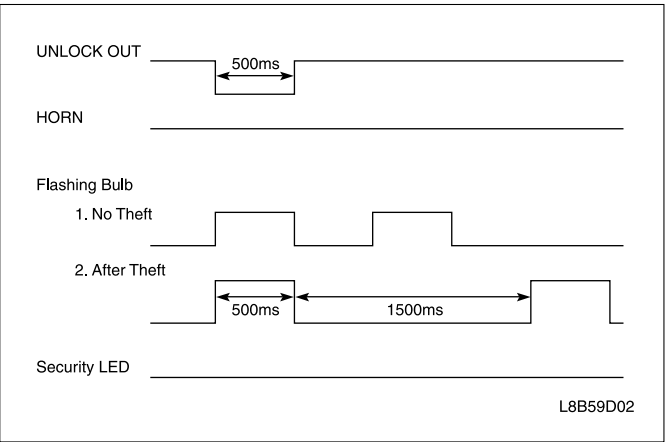 UNLOCK OUT
500ms
HORN
Flashing Bulb
1. No Theft
2. After Theft
500ms
1500ms
Security LED
L8B59D02